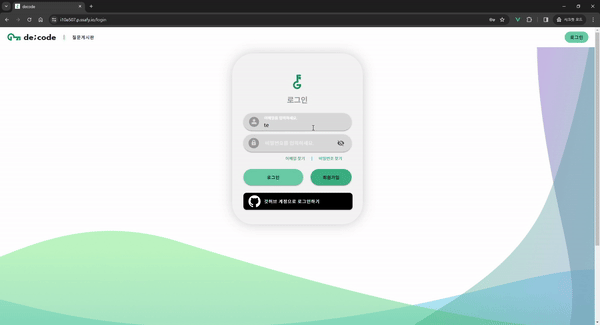 decode
i10e507.p.ssafy.io/login
de;code | 질문게시판
로그인
로그인
이메일을 입력하세요.
te
비밀번호를 입력하세요.
이메일 찾기 | 비밀번호 찾기
로그인 회원가입
깃허브 계정으로 로그인하기